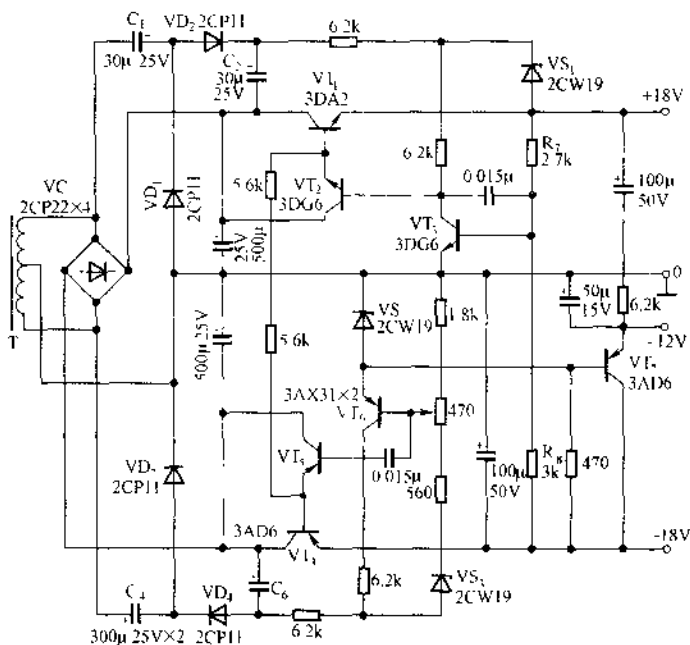 C₁ VD₂ 2CP11
30μ 25V
6.2k
30μ
25V
VS₁
2CW19
VT₁
3DA2
+18V
6.2k
R₇
2.7k
VC
2CP22×4
VD₁
2CP11
5.6k
VT₂
3DG6
0.015μ
100μ
50V
25V
500μ
VT₃
3DG6
0
T
500μ 25V
VS
2CW19
1.8k
50μ
15V
6.2k
-12V
5.6k
3AX31×2
VT₆
470
3AD6
VT₅
0.015μ
100μ
50V
R₈
3k
470
VD₃
2CP11
560
3AD6
VT₄
-18V
C₄
VD₄
C₆
6.2k
VS₃
2CW19
300μ 25V×2
2CP11
6.2k